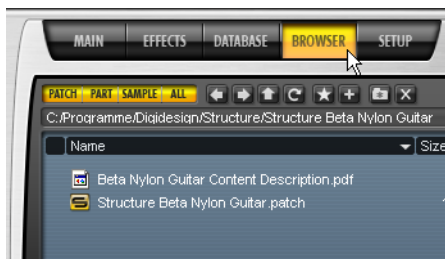 MAIN EFFECTS DATABASE BROWSER SETUP
PATCH PART SAMPLE ALL
C:/Programme/Digidesign/Structure/Structure Beta Nylon Guitar
Name Size
Beta Nylon Guitar Content Description.pdf
Structure Beta Nylon Guitar.patch